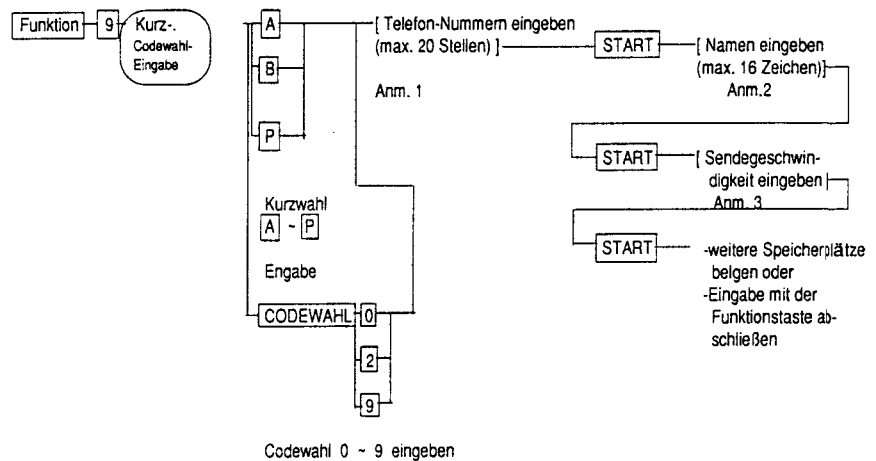 Funktion 9 Kurz-.
Codewahl-
Eingabe
A
B
P
Kurzwahl
A ~ P
Engabe
CODEWAHL 0
2
9
Codewahl 0 ~ 9 eingeben
[ Telefon-Nummern eingeben
(max. 20 Stellen) ]
Anm. 1
START
[ Namen eingeben
(max. 16 Zeichen)]
Anm.2
START
[ Sendegeschwin-
digkeit eingeben
Anm. 3
START
-weitere Speicherplätze
belgen oder
-Eingabe mit der
Funktionstaste ab-
schließen